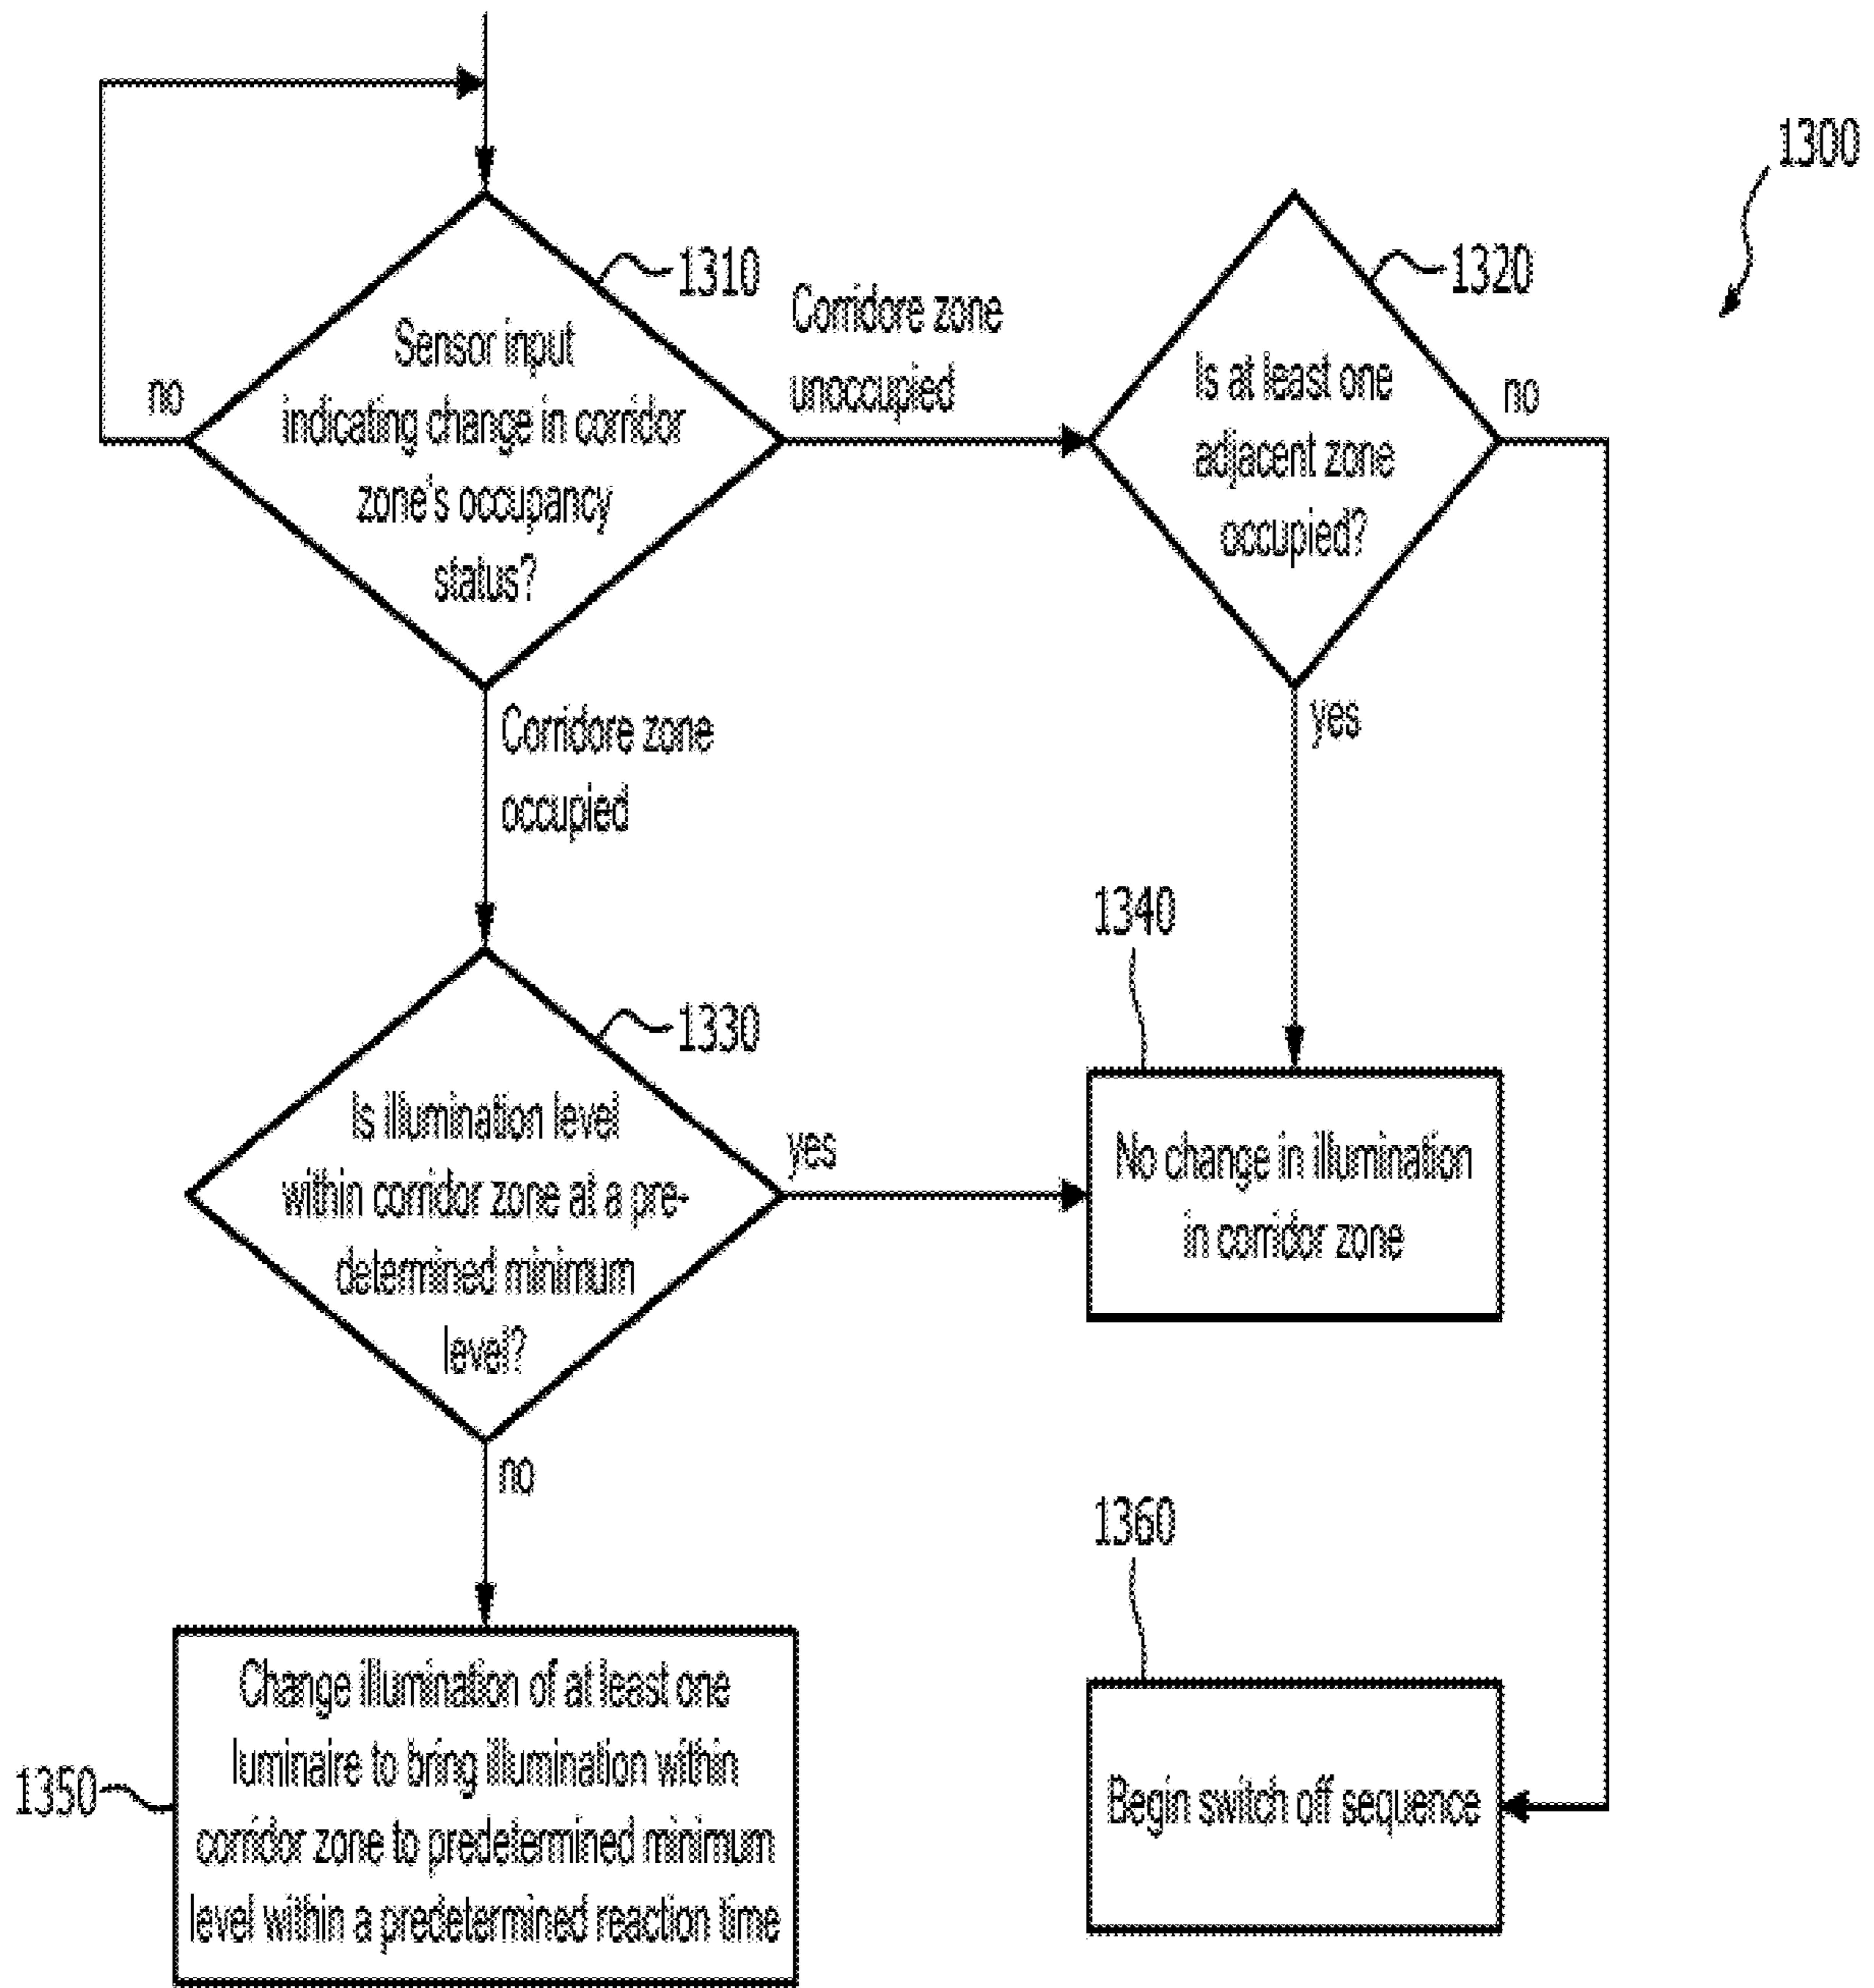 1300
1310
Sensor input
indicating change in corridor
zone's occupancy
status?
no
Corridore zone
unoccupied
1320
Is at least one
adjacent zone
occupied?
no
yes
Corridore zone
occupied
1330
Is illumination level
within corridor zone at a pre-
determined minimum
level?
yes
no
1340
No change in illumination
in corridor zone
1350
Change illumination of at least one
luminaire to bring illumination within
corridor zone to predetermined minimum
level within a predetermined reaction time
1360
Begin switch off sequence